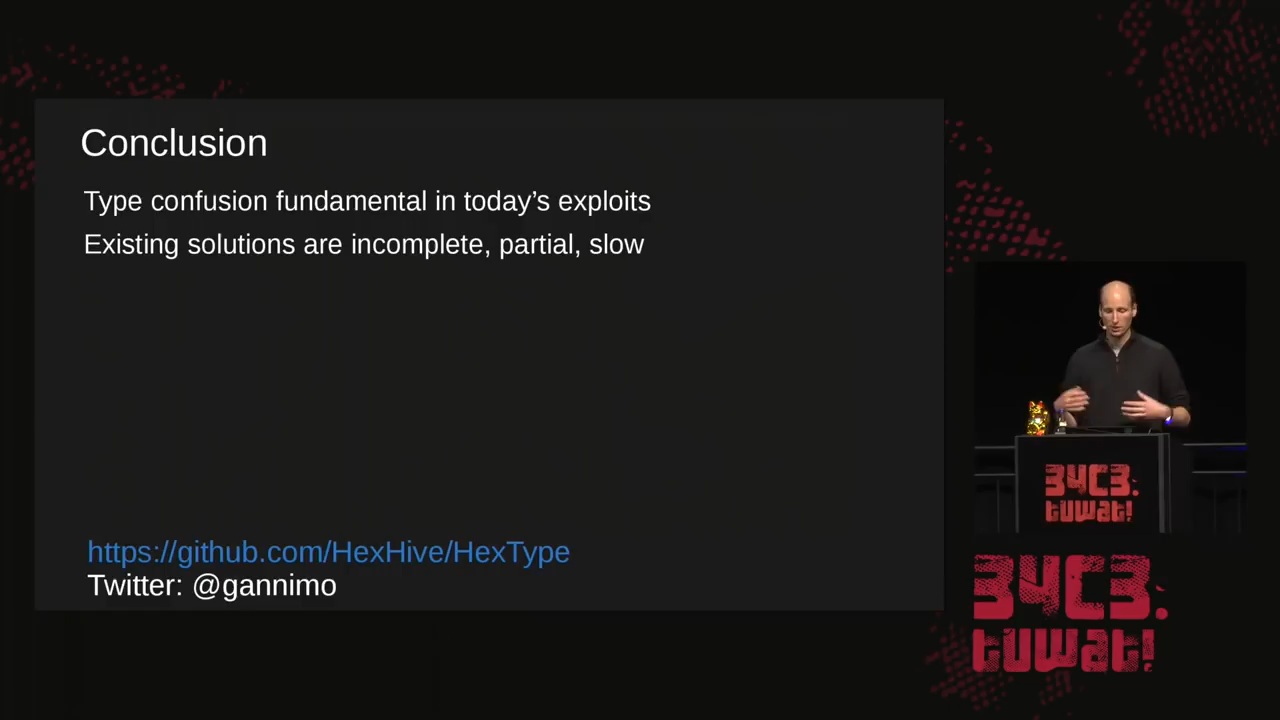 Conclusion
Type confusion fundamental in today’s exploits
Existing solutions are incomplete, partial, slow
https://github.com/HexHive/HexType
Twitter: @gannimo
34C3.
tuwat!
34C3.
tuwat!